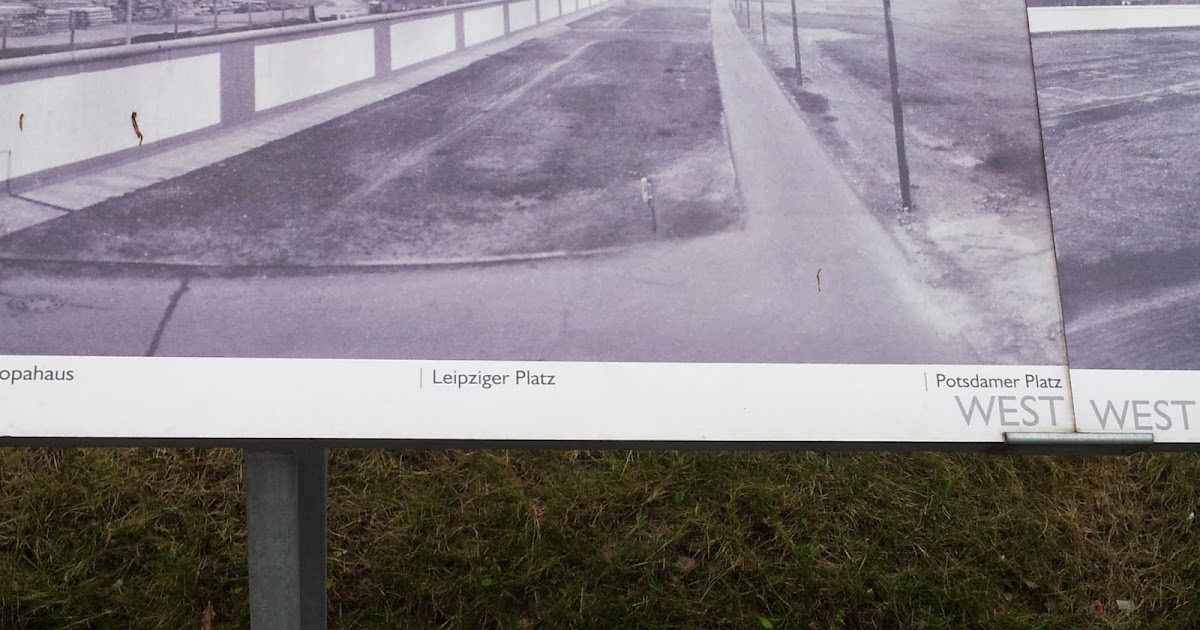 opahaus
| Leipziger Platz
| Potsdamer Platz
WEST WEST